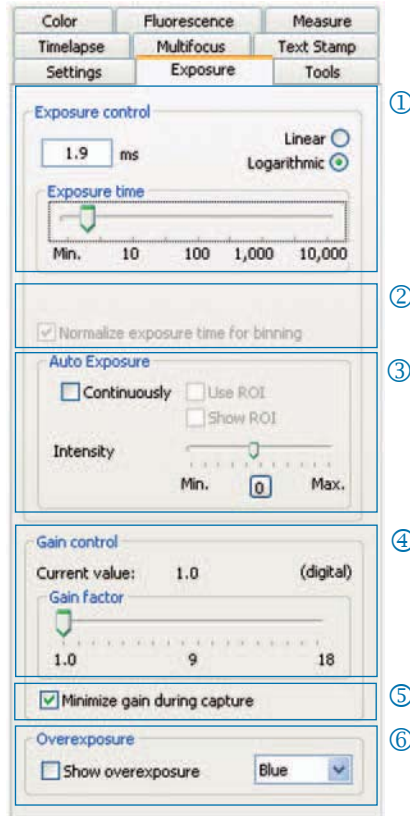 Color Fluorescence Measure
Timelapse Multifocus Text Stamp
Settings Exposure Tools
①
Exposure control
1.9 ms
Linear
Logarithmic
Exposure time
Min. 10 100 1,000 10,000
②
Normalize exposure time for binning
③
Auto Exposure
Continuously Use ROI
Show ROI
Intensity
Min. 0 Max.
④
Gain control
Current value: 1.0 (digital)
Gain factor
1.0 9 18
⑤
Minimize gain during capture
⑥
Overexposure
Show overexposure Blue